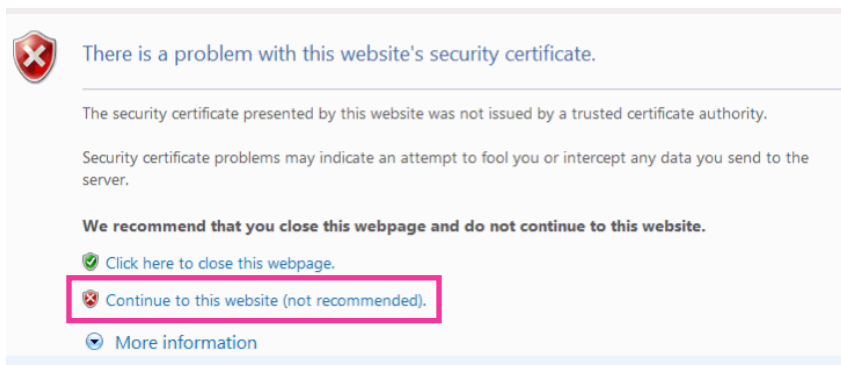 There is a problem with this website's security certificate.
The security certificate presented by this website was not issued by a trusted certificate authority.
Security certificate problems may indicate an attempt to fool you or intercept any data you send to the
server.
We recommend that you close this webpage and do not continue to this website.
Click here to close this webpage.
Continue to this website (not recommended).
More information